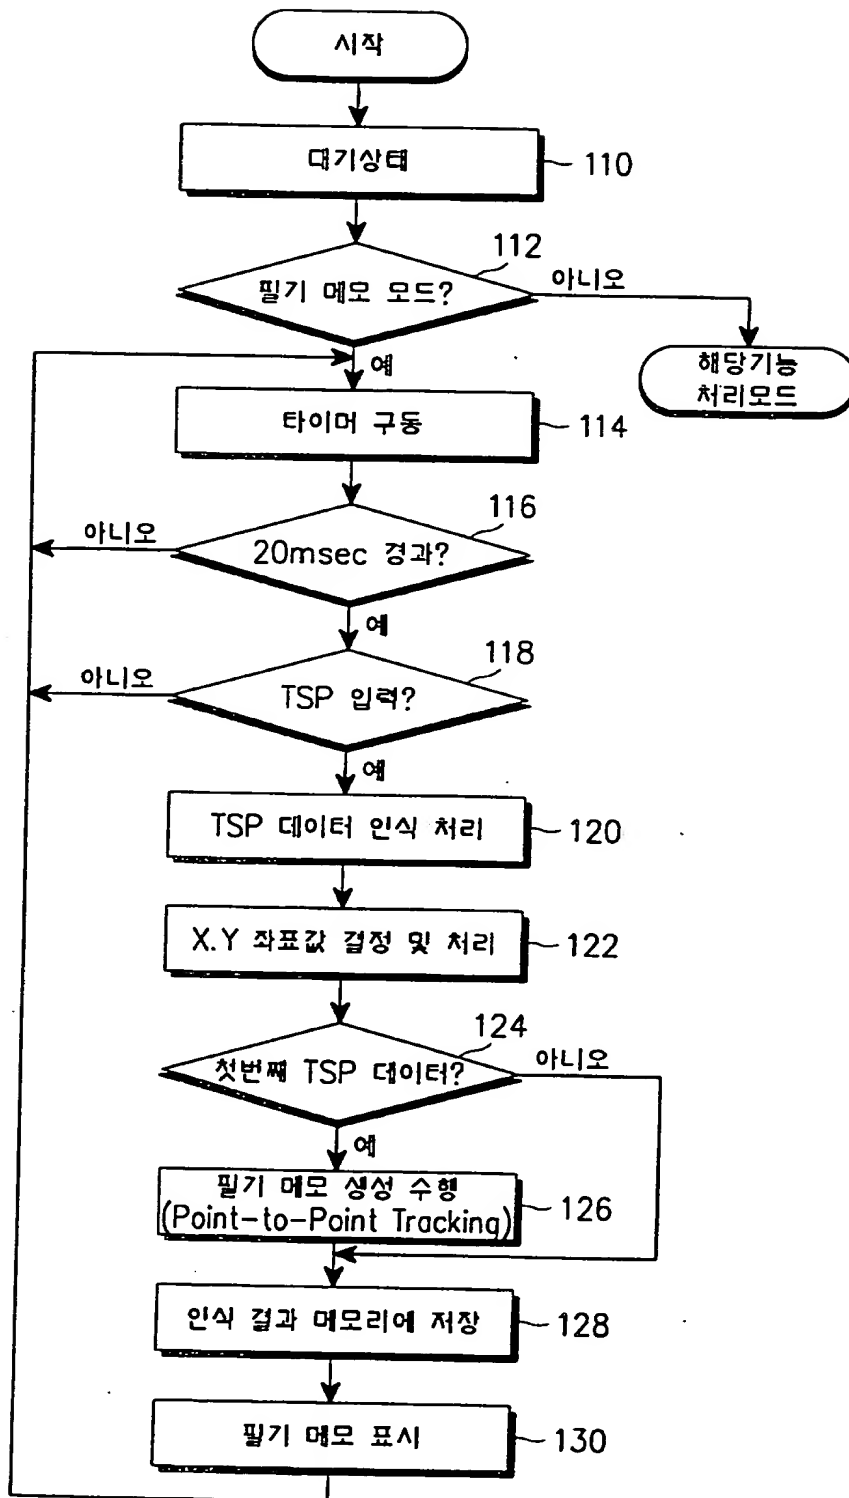 시작
대기상태
110
112
필기 메모 모드?
아니오
예
해당기능
처리모드
타이머 구동
114
116
아니오
20msec 경과?
예
118
아니오
TSP 입력?
예
TSP 데이터 인식 처리
120
X.Y 좌표값 결정 및 처리
122
124
첫번째 TSP 데이터?
아니오
예
필기 메모 생성 수행
(Point-to-Point Tracking)
126
인식 결과 메모리에 저장
128
필기 메모 표시
130